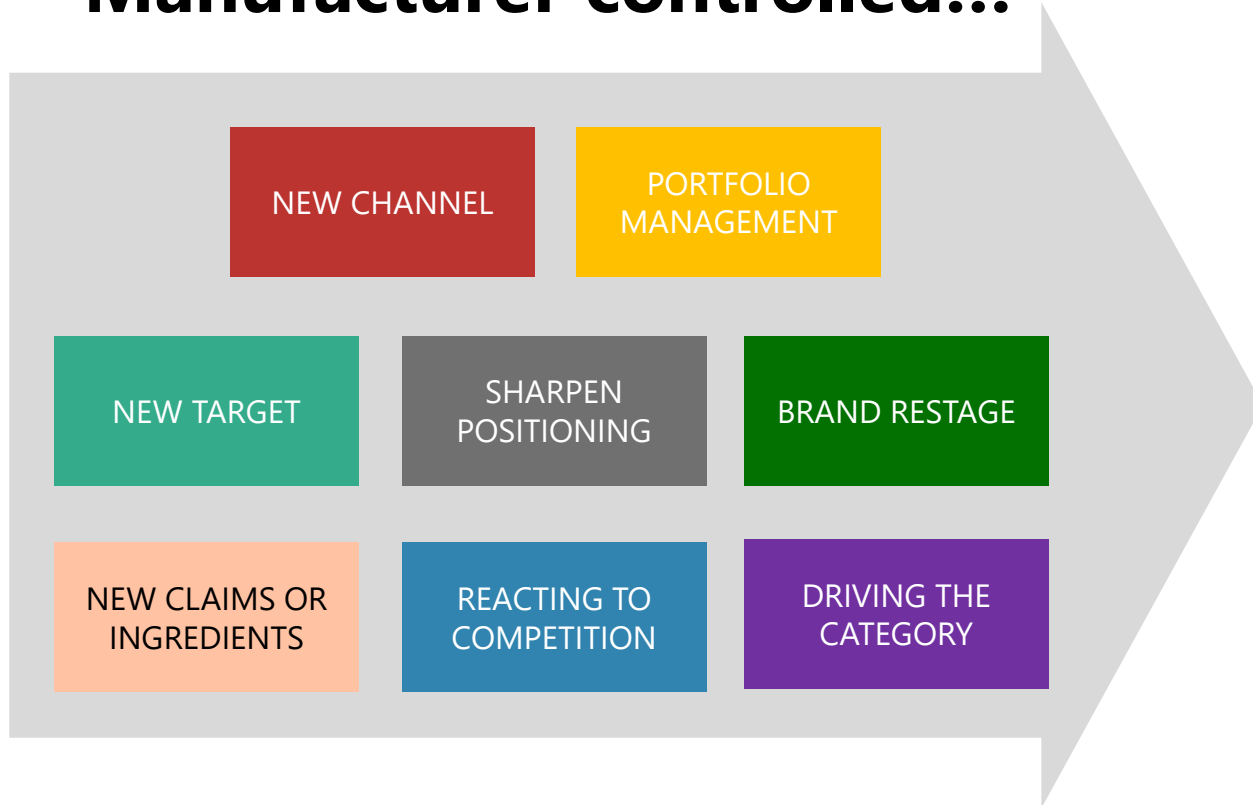 Manufacturer controlled...
NEW CHANNEL
PORTFOLIO
MANAGEMENT
NEW TARGET
SHARPEN
POSITIONING
BRAND RESTAGE
NEW CLAIMS OR
INGREDIENTS
REACTING TO
COMPETITION
DRIVING THE
CATEGORY